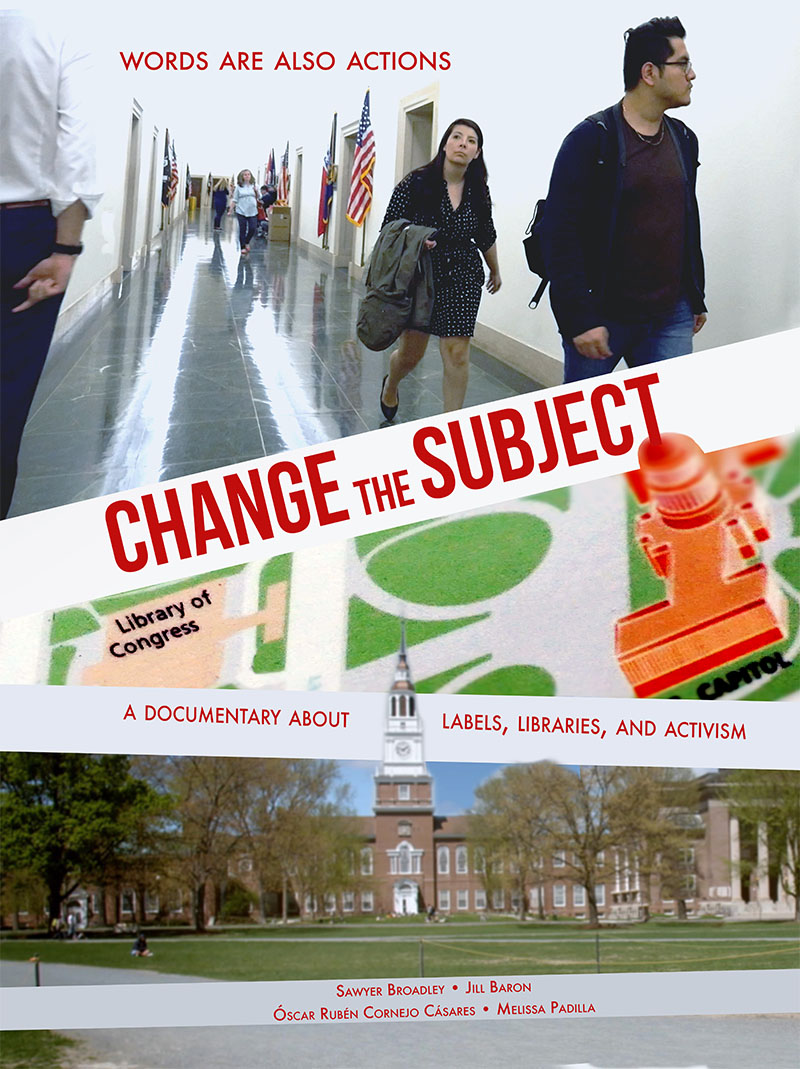 WORDS ARE ALSO ACTIONS
CHANGE THE SUBJECT
Library of
Congress
CAPITOL
A DOCUMENTARY ABOUT LABELS, LIBRARIES, AND ACTIVISM
SAWYER BROADLEY • JILL BARON
ÓSCAR RUBÉN CORNEJO CÁSARES • MELISSA PADILLA